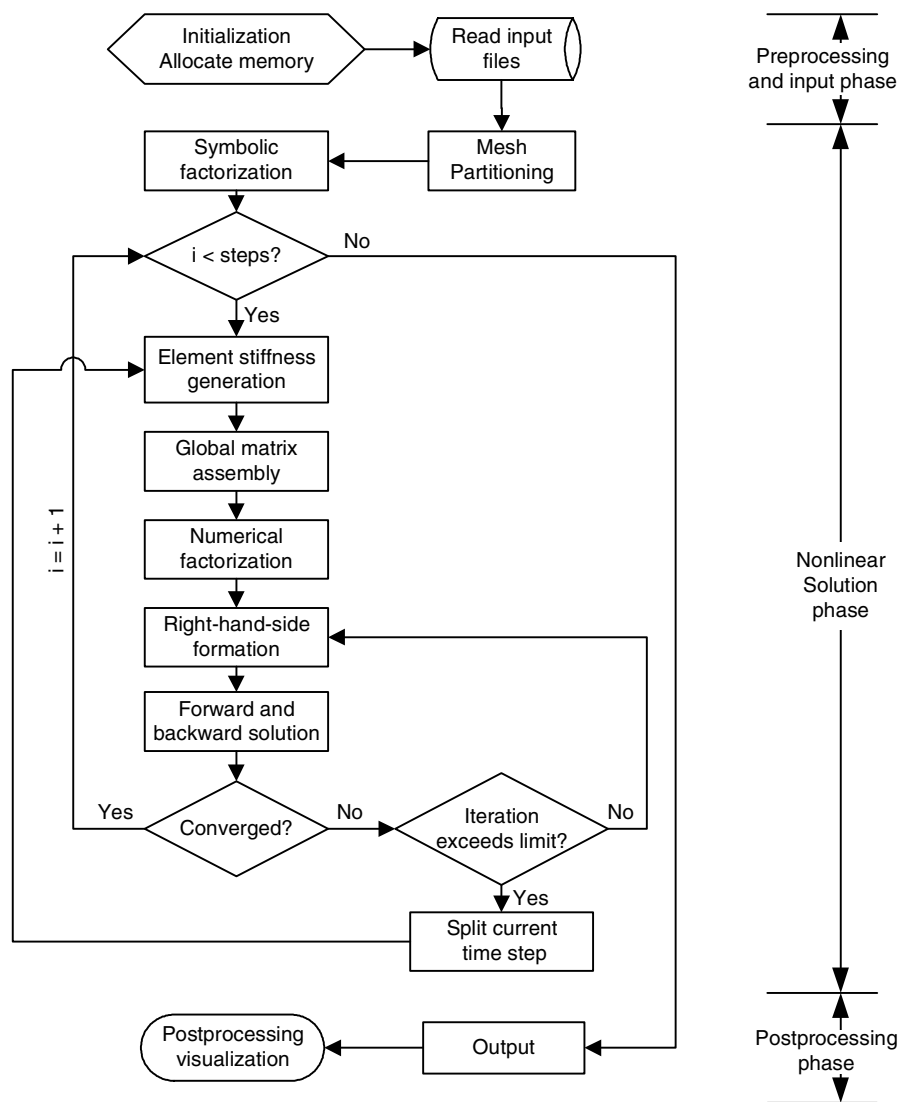 Initialization
Allocate memory
Read input
files
Preprocessing
and input phase
Symbolic
factorization
Mesh
Partitioning
i < steps?
No
Yes
Element stiffness
generation
Global matrix
assembly
i = i + 1
Numerical
factorization
Nonlinear
Solution
phase
Right-hand-side
formation
Forward and
backward solution
Yes
Converged?
No
Iteration
exceeds limit?
No
Yes
Split current
time step
Postprocessing
visualization
Output
Postprocessing
phase